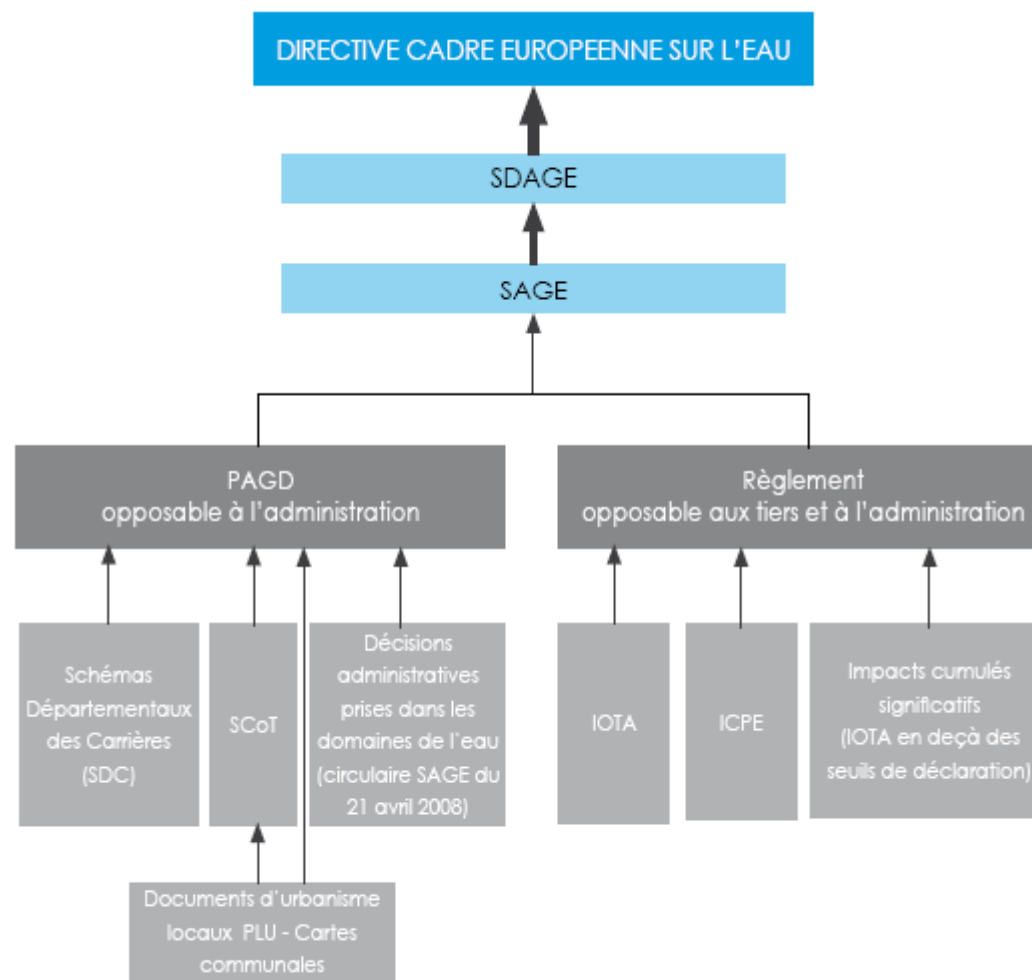 DIRECTIVE CADRE EUROPEENNE SUR L'EAU
SDAGE
SAGE
PAGD
opposable à l'administration
Règlement
opposable aux tiers et à l'administration
Schémas
Départementaux
des Carrières
(SDC)
SCoT
Décisions
administratives
prises dans les
domaines de l'eau
(circulaire SAGE du
21 avril 2008)
IOTA
ICPE
Impacts cumulés
significatifs
(IOTA en deçà des
seuils de déclaration)
Documents d'urbanisme
locaux PLU - Cartes
communales